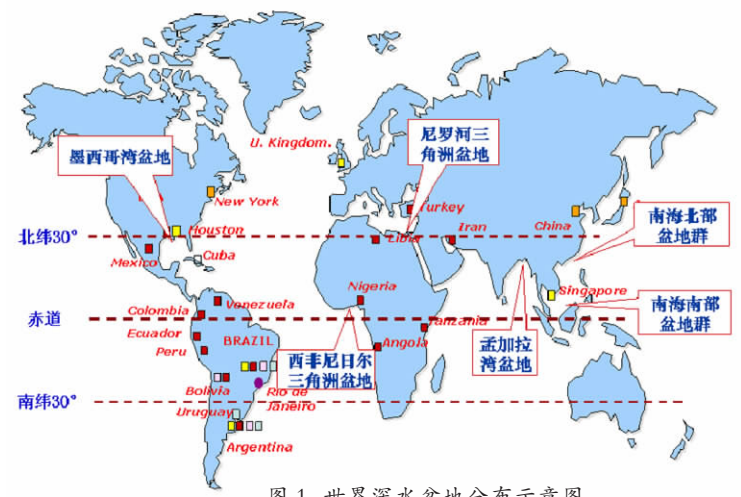 U. Kingdom.
尼罗河三
角洲盆地
墨西哥湾盆地
New York
Turkey
China
Houston
北纬30°
Libia
Iran
南海北部
盆地群
Mexico
Cuba
Nigeria
Singapore
Colombia
Venezuela
南海南部
盆地群
赤道
Tanzania
Ecuador
BRAZIL
Angola
孟加拉
湾盆地
Peru
西非尼日尔
三角洲盆地
Bolivia
Rio de
Janeiro
南纬30°
Uruguay
Argentina
图 1 世界深水盆地分布示意图